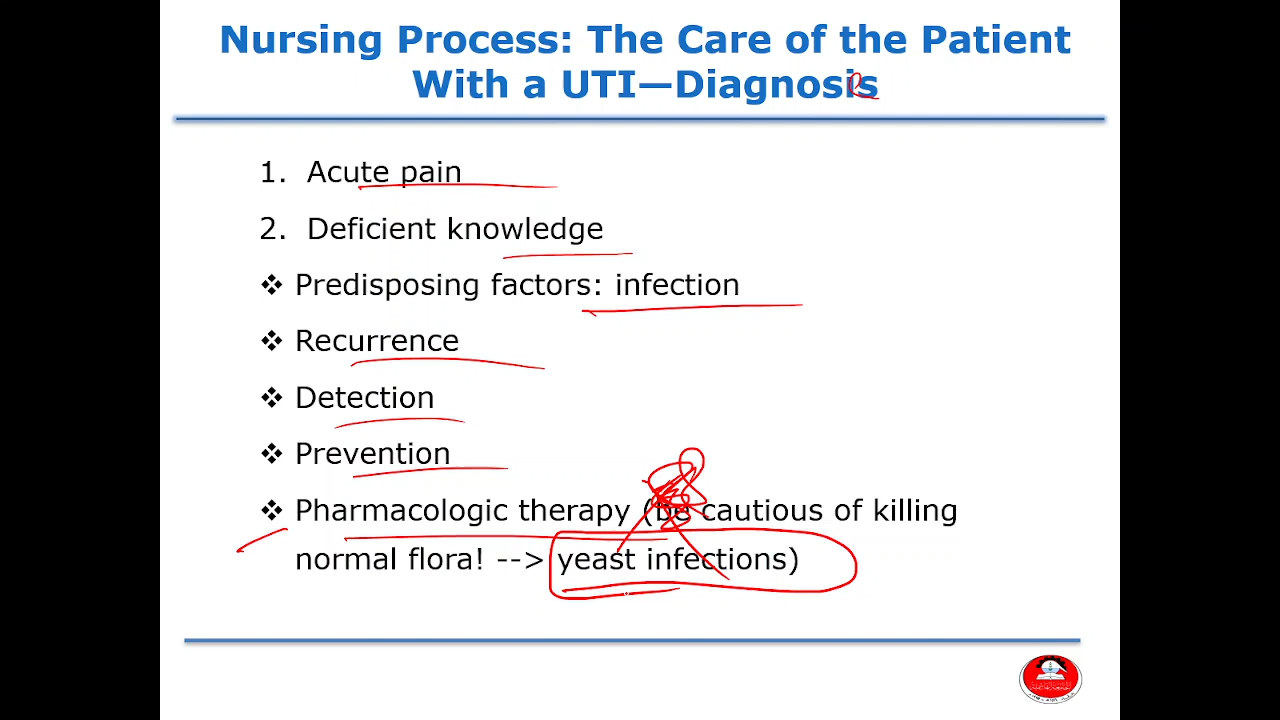 Nursing Process: The Care of the Patient
With a UTI—Diagnosis
1. Acute pain
2. Deficient knowledge
❖ Predisposing factors: infection
❖ Recurrence
❖ Detection
❖ Prevention
❖ Pharmacologic therapy (be cautious of killing
normal flora! --> yeast infections)